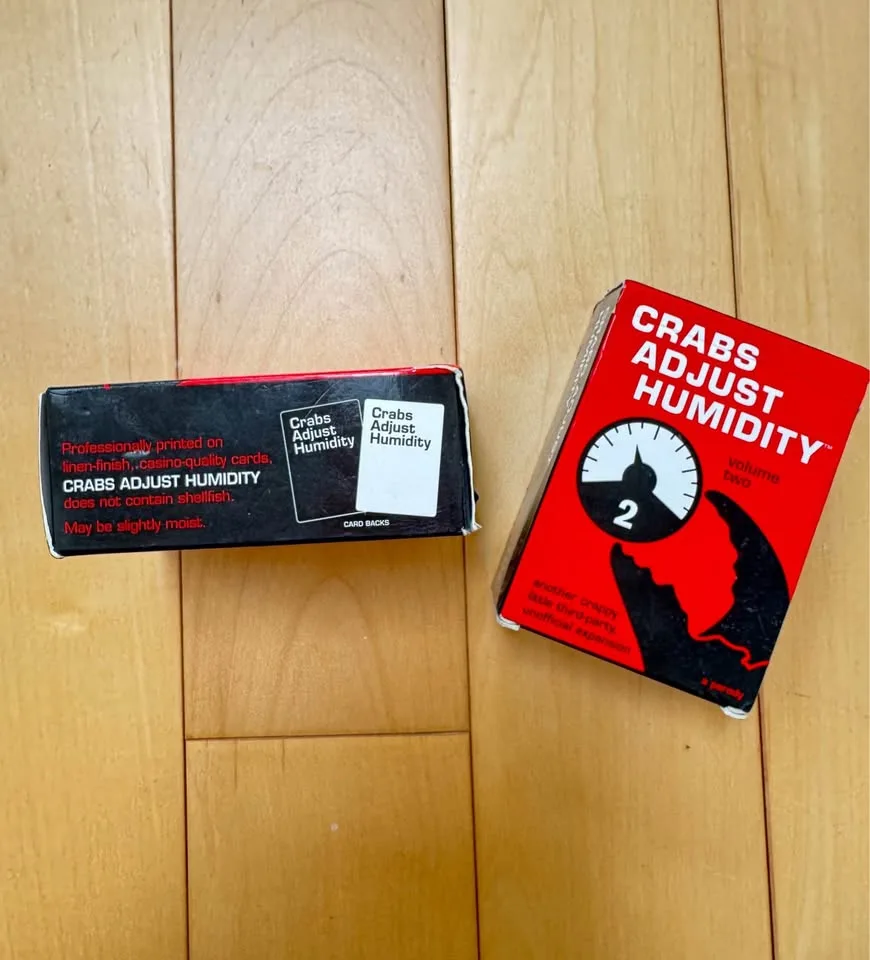 Professionally printed on
linen-finish, casino-quality cards,
CRABS ADJUST HUMIDITY
does not contain shellfish.
May be slightly moist.
Crabs
Adjust
Humidity
Crabs
Adjust
Humidity
CARD BACKS
CRABS
ADJUST
HUMIDITY™
volume
two
2
another crappy
little third-party,
unofficial expansion
a parody